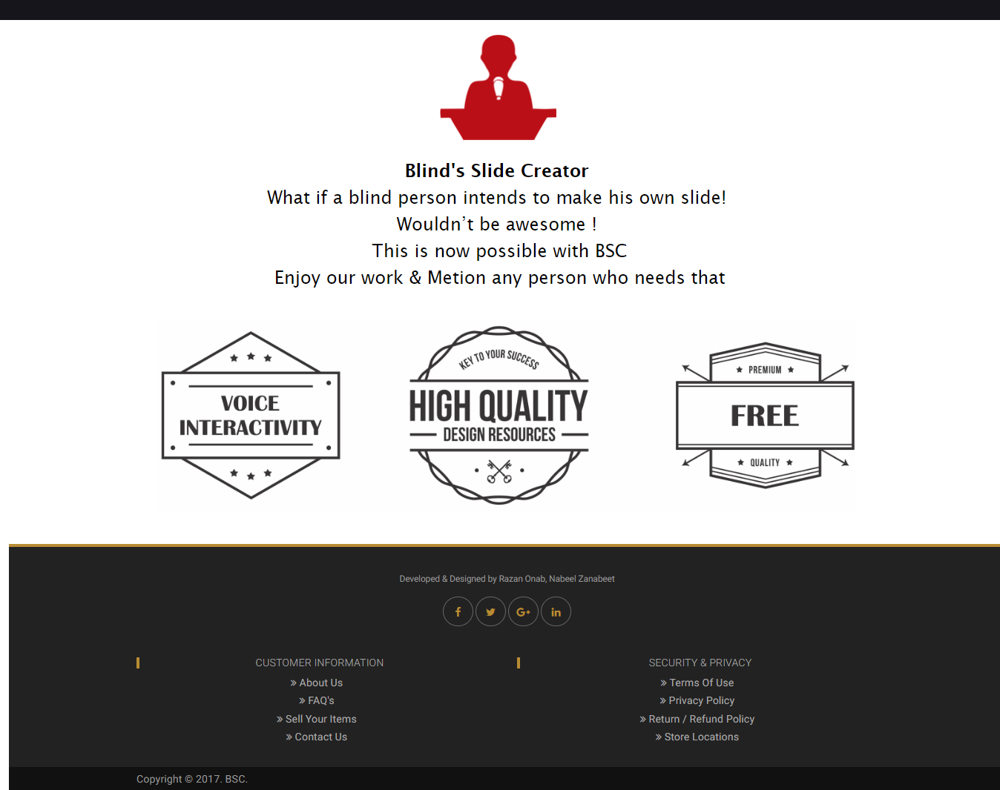 Blind's Slide Creator
What if a blind person intends to make his own slide!
Wouldn’t be awesome !
This is now possible with BSC
Enjoy our work & Metion any person who needs that
VOICE
INTERACTIVITY
KEY TO YOUR SUCCESS
HIGH QUALITY
DESIGN RESOURCES
PREMIUM
FREE
QUALITY
Developed & Designed by Razan Onab, Nabeel Zanabeet
CUSTOMER INFORMATION
» About Us
» FAQ's
» Sell Your Items
» Contact Us
SECURITY & PRIVACY
» Terms Of Use
» Privacy Policy
» Return / Refund Policy
» Store Locations
Copyright © 2017. BSC.